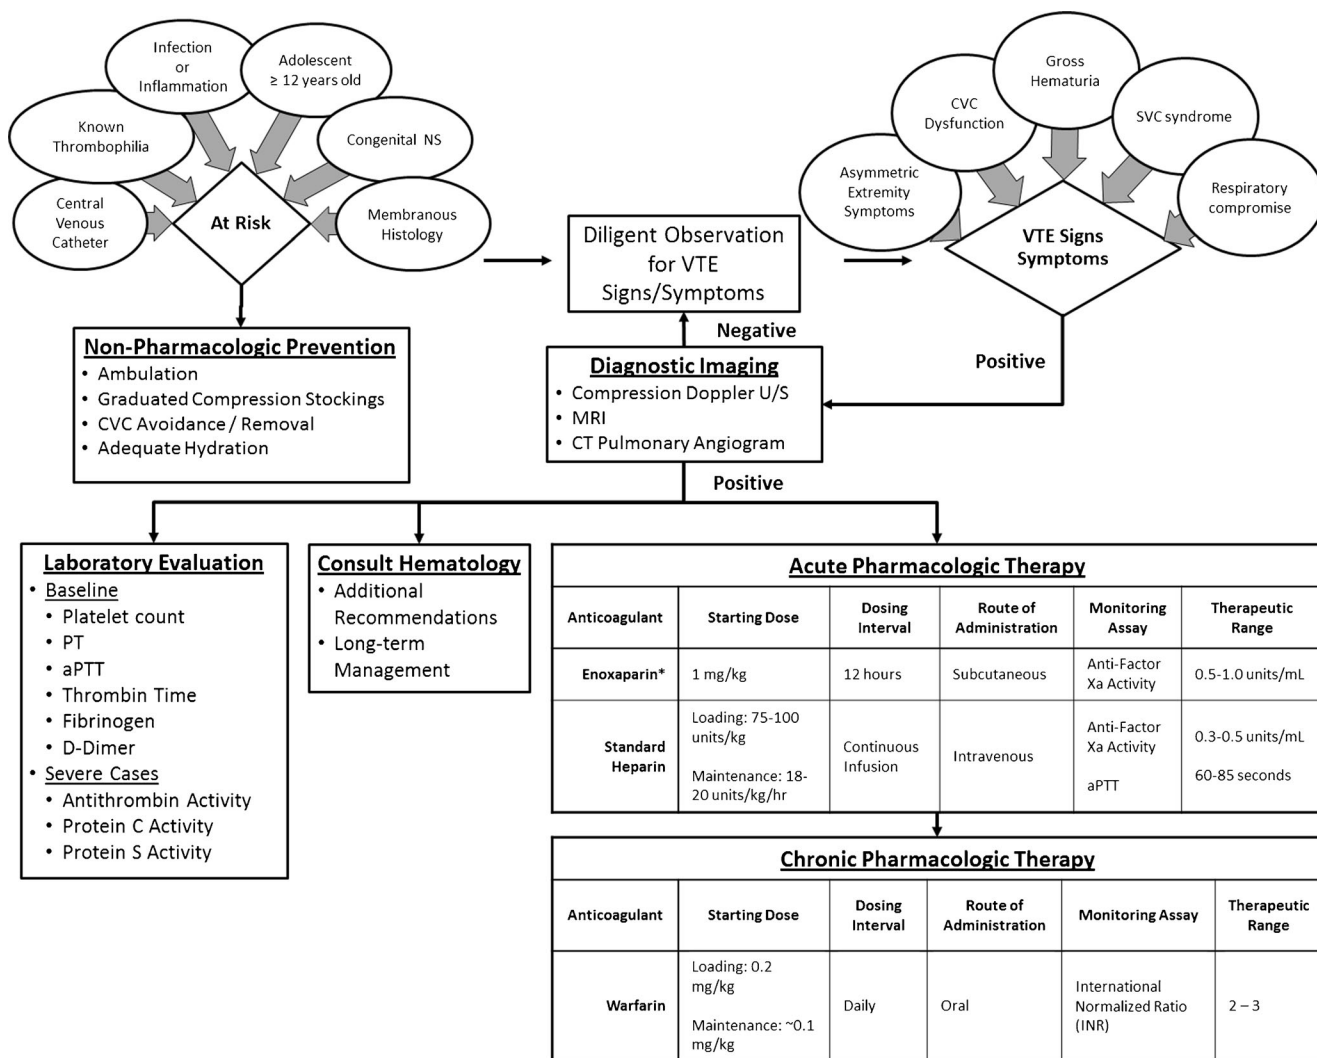 Infection
or
Inflammation
Adolescent
≥ 12 years old
Known
Thrombophilia
Congenital NS
Central
Venous
Catheter
Membranous
Histology
At Risk
Non-Pharmacologic Prevention
• Ambulation
• Graduated Compression Stockings
• CVC Avoidance / Removal
• Adequate Hydration
Diligent Observation
for VTE
Signs/Symptoms
Asymmetric
Extremity
Symptoms
CVC
Dysfunction
Gross
Hematuria
SVC syndrome
Respiratory
compromise
VTE Signs
Symptoms
Positive
Negative
Diagnostic Imaging
• Compression Doppler U/S
• MRI
• CT Pulmonary Angiogram
Positive
Laboratory Evaluation
• Baseline
• Platelet count
• PT
• aPTT
• Thrombin Time
• Fibrinogen
• D-Dimer
• Severe Cases
• Antithrombin Activity
• Protein C Activity
• Protein S Activity
Consult Hematology
• Additional
Recommendations
• Long-term
Management
Acute Pharmacologic Therapy
Anticoagulant
Starting Dose
Dosing
Interval
Route of
Administration
Monitoring
Assay
Therapeutic
Range
Enoxaparin*
1 mg/kg
12 hours
Subcutaneous
Anti-Factor
Xa Activity
0.5-1.0 units/mL
Standard
Heparin
Loading: 75-100
units/kg
Maintenance: 18-
20 units/kg/hr
Continuous
Infusion
Intravenous
Anti-Factor
Xa Activity
aPTT
0.3-0.5 units/mL
60-85 seconds
Chronic Pharmacologic Therapy
Anticoagulant
Starting Dose
Dosing
Interval
Route of
Administration
Monitoring Assay
Therapeutic
Range
Warfarin
Loading: 0.2
mg/kg
Maintenance: ~0.1
mg/kg
Daily
Oral
International
Normalized Ratio
(INR)
2 – 3